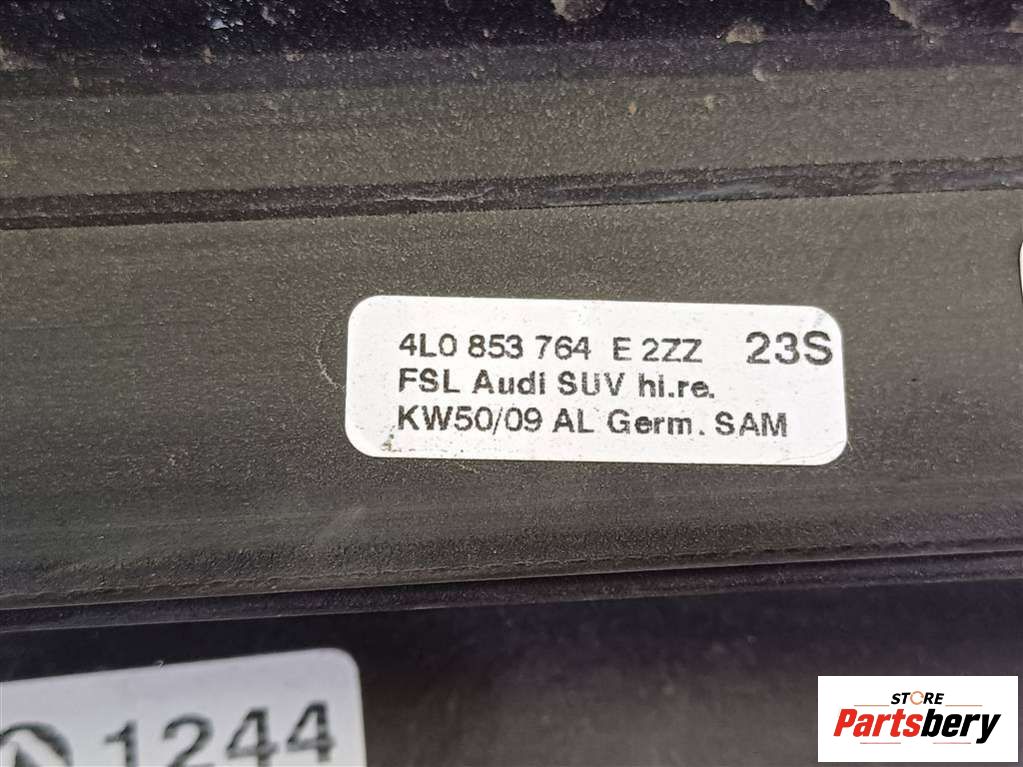 4L0 853 764 E 2ZZ 23S
FSL Audi SUV hi.re.
KW50/09 AL Germ. SAM
1244
STORE
Partsbery